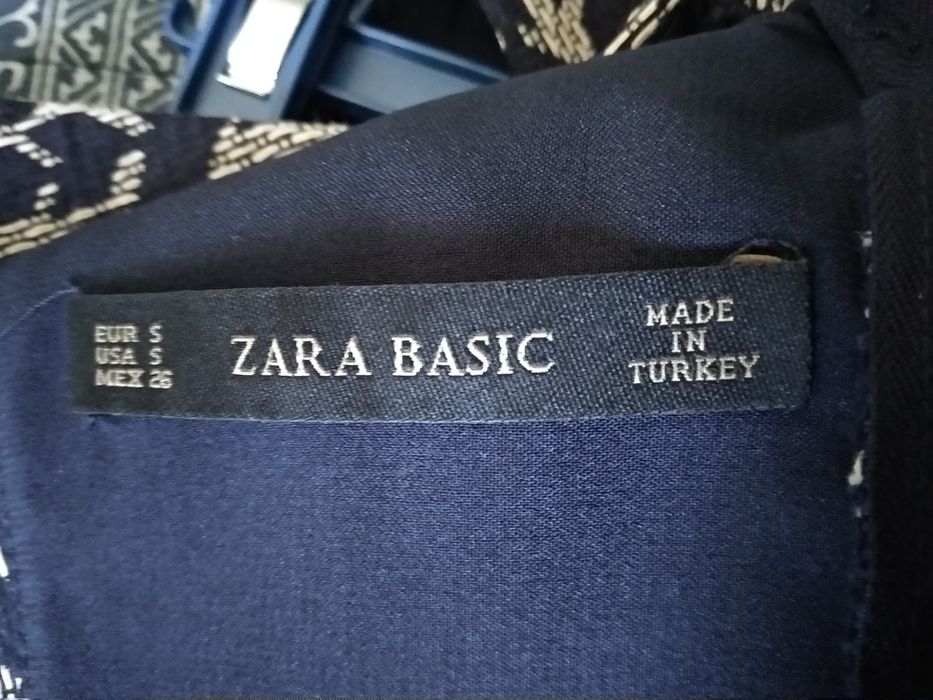 EUR S
USA S
MEX 26
ZARA BASIC
MADE
IN
TURKEY